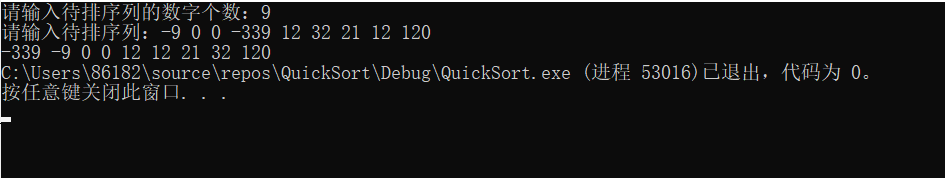 请输入待排序列的数字个数：9
请输入待排序列：-9 0 0 -339 12 32 21 12 120
-339 -9 0 0 12 12 21 32 120
C:\Users\86182\source\repos\QuickSort\Debug\QuickSort.exe (进程 53016)已退出，代码为 0。
按任意键关闭此窗口. . .